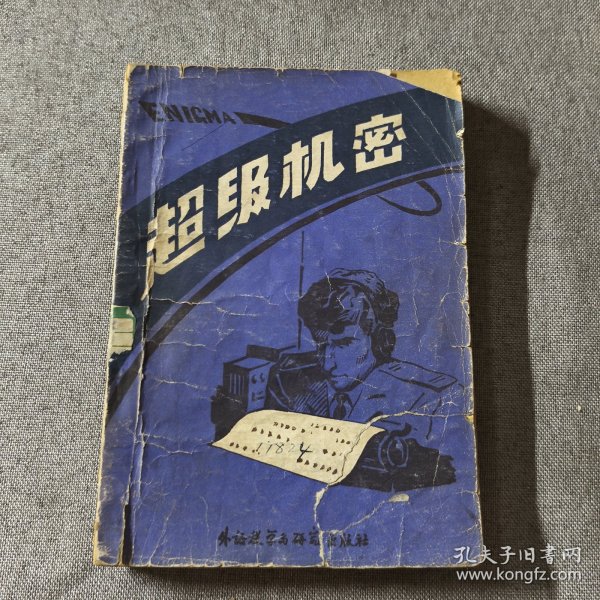 ENIGMA
超级机密
11824
外语教学与研究出版社
孔夫子旧书网
www.kongfz.com